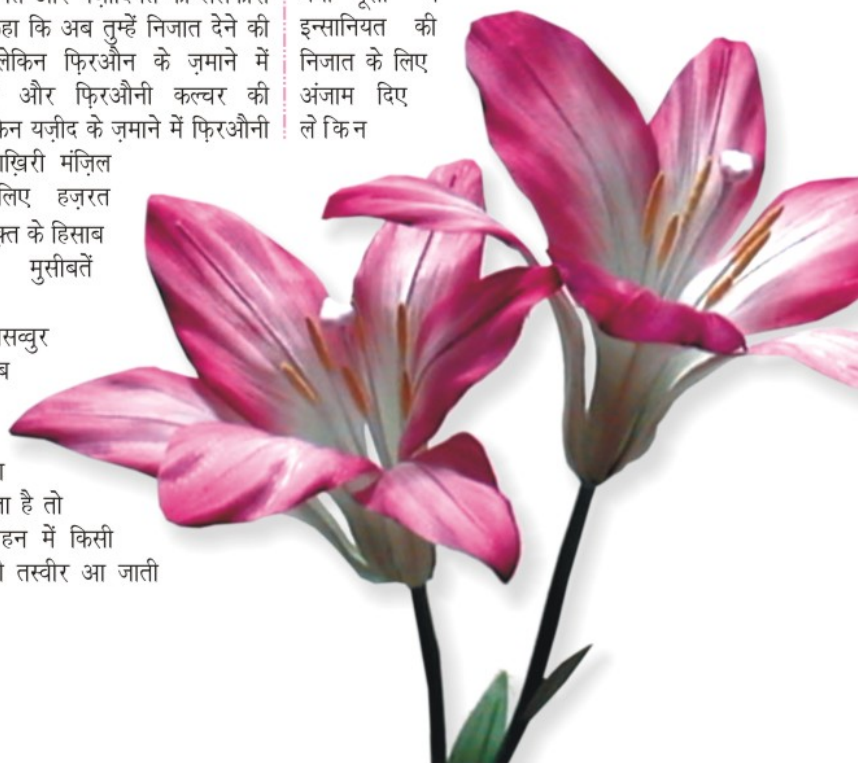 हा कि अब तुम्हें निजात देने की
लेकिन फ़िरऔन के ज़माने में
और फ़िरऔनी कल्चर की
केन यज़ीद के ज़माने में फ़िरऔनी
ाख़िरी मंज़िल
लिए हज़रत
क़्त के हिसाब
मुसीबतें
सव्वुर
ब
ा
ता है तो
हन में किसी
ी तस्वीर आ जाती
इन्सानियत की
निजात के लिए
अंजाम दिए
लेकिन